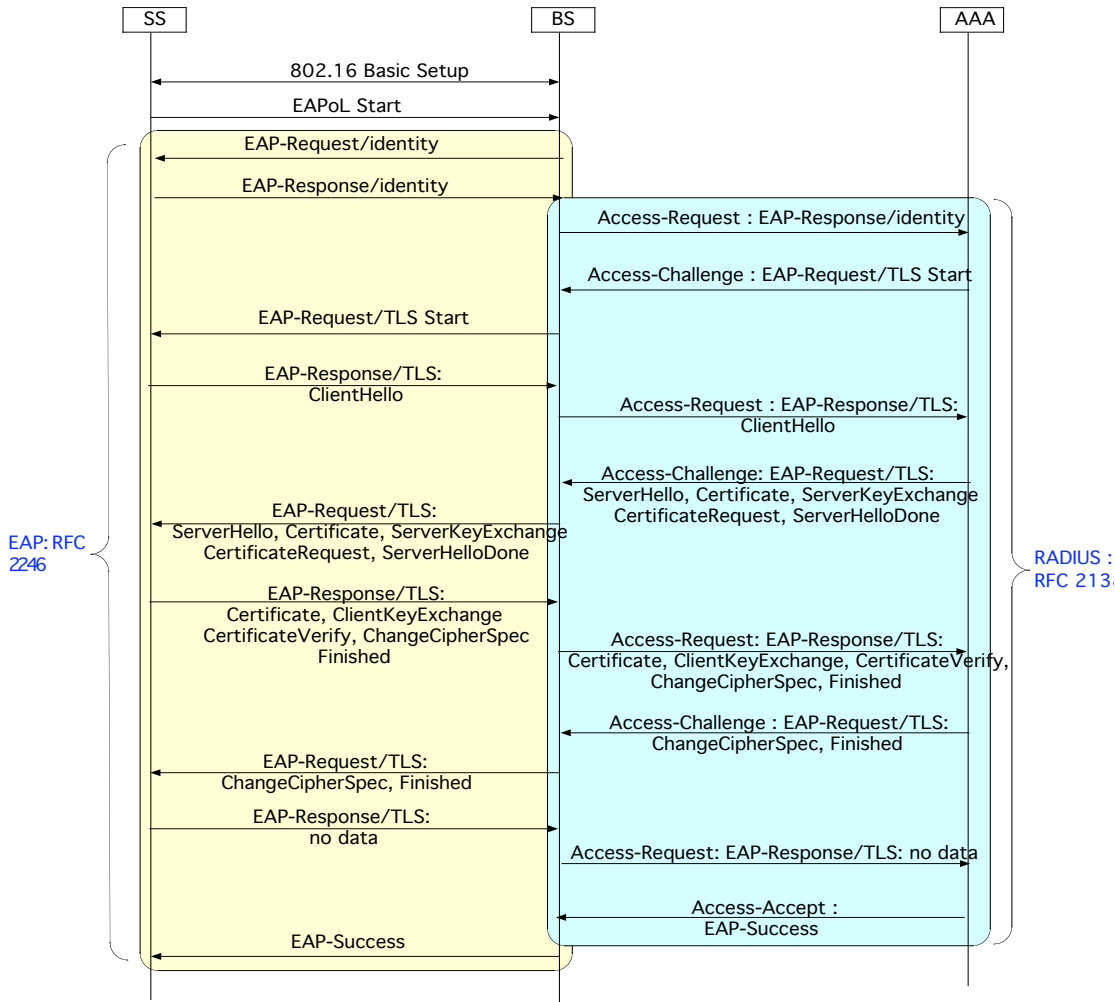 SS
BS
AAA
802.16 Basic Setup
EAPoL Start
EAP-Request/identity
EAP-Response/identity
Access-Request : EAP-Response/identity
Access-Challenge : EAP-Request/TLS Start
EAP-Request/TLS Start
EAP-Response/TLS:
ClientHello
Access-Request : EAP-Response/TLS:
ClientHello
Access-Challenge: EAP-Request/TLS:
ServerHello, Certificate, ServerKeyExchange
CertificateRequest, ServerHelloDone
EAP-Request/TLS:
ServerHello, Certificate, ServerKeyExchange
CertificateRequest, ServerHelloDone
EAP: RFC
2246
RADIUS :
RFC 2138
EAP-Response/TLS:
Certificate, ClientKeyExchange
CertificateVerify, ChangeCipherSpec
Finished
Access-Request: EAP-Response/TLS:
Certificate, ClientKeyExchange, CertificateVerify,
ChangeCipherSpec, Finished
Access-Challenge : EAP-Request/TLS:
ChangeCipherSpec, Finished
EAP-Request/TLS:
ChangeCipherSpec, Finished
EAP-Response/TLS:
no data
Access-Request: EAP-Response/TLS: no data
Access-Accept :
EAP-Success
EAP-Success